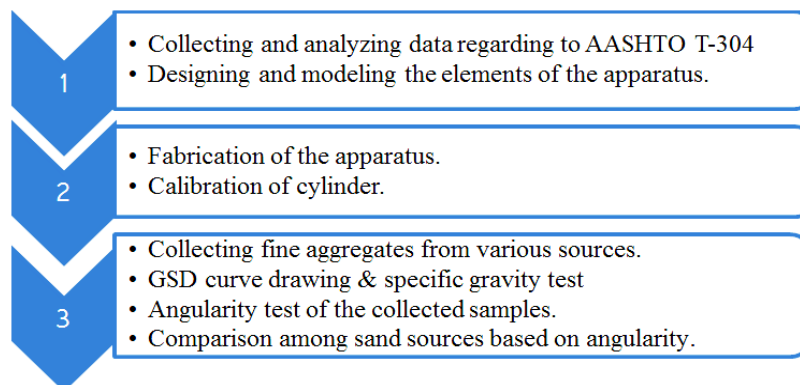 1
• Collecting and analyzing data regarding to AASHTO T-304
• Designing and modeling the elements of the apparatus.
2
• Fabrication of the apparatus.
• Calibration of cylinder.
3
• Collecting fine aggregates from various sources.
• GSD curve drawing & specific gravity test
• Angularity test of the collected samples.
• Comparison among sand sources based on angularity.